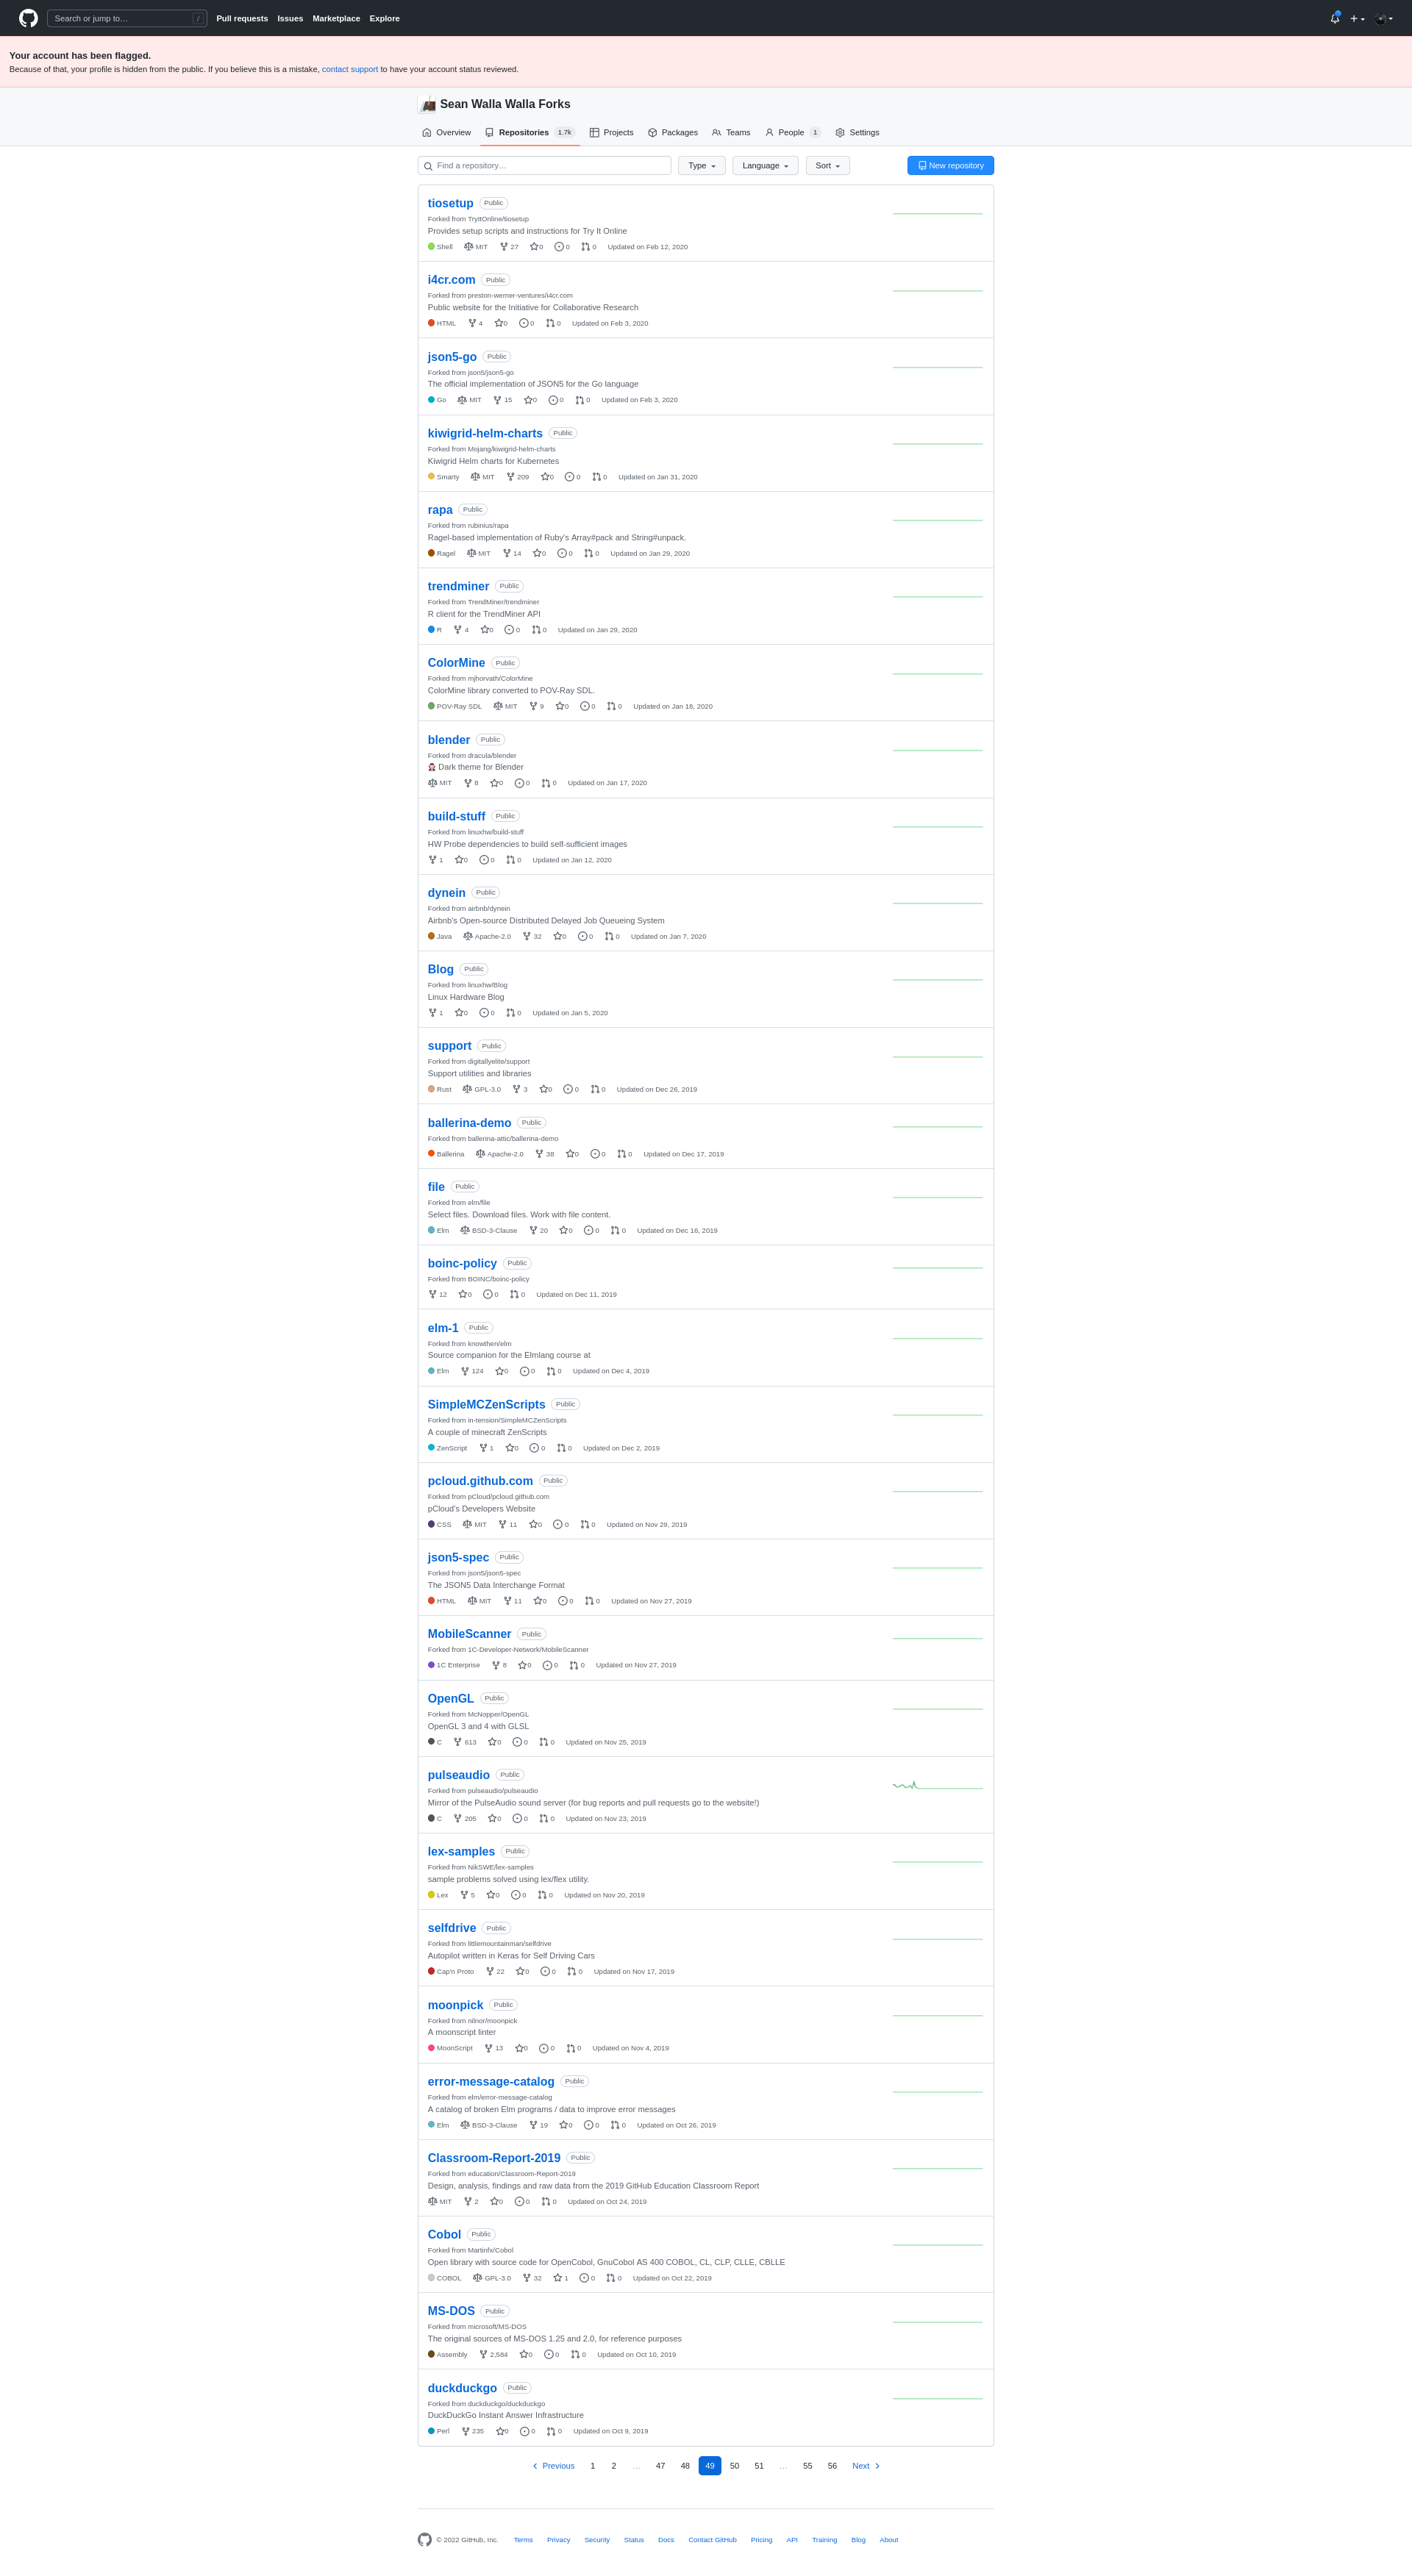 Search or jump to… /
Pull requests Issues Marketplace Explore
Your account has been flagged.
Because of that, your profile is hidden from the public. If you believe this is a mistake, contact support to have your account status reviewed.
Sean Walla Walla Forks
Overview Repositories 1.7k Projects Packages Teams People 1 Settings
Find a repository… Type Language Sort New repository
tiosetup Public
Forked from TryItOnline/tiosetup
Provides setup scripts and instructions for Try It Online
Shell MIT 27 0 0 0 Updated on Feb 12, 2020
i4cr.com Public
Forked from preston-werner-ventures/i4cr.com
Public website for the Initiative for Collaborative Research
HTML 4 0 0 0 Updated on Feb 3, 2020
json5-go Public
Forked from json5/json5-go
The official implementation of JSON5 for the Go language
Go MIT 15 0 0 0 Updated on Feb 3, 2020
kiwigrid-helm-charts Public
Forked from Mojang/kiwigrid-helm-charts
Kiwigrid Helm charts for Kubernetes
Smarty MIT 209 0 0 0 Updated on Jan 31, 2020
rapa Public
Forked from rubinius/rapa
Ragel-based implementation of Ruby's Array#pack and String#unpack.
Ragel MIT 14 0 0 0 Updated on Jan 29, 2020
trendminer Public
Forked from TrendMiner/trendminer
R client for the TrendMiner API
R 4 0 0 0 Updated on Jan 29, 2020
ColorMine Public
Forked from mjhorvath/ColorMine
ColorMine library converted to POV-Ray SDL.
POV-Ray SDL MIT 9 0 0 0 Updated on Jan 18, 2020
blender Public
Forked from dracula/blender
Dark theme for Blender
MIT 8 0 0 0 Updated on Jan 17, 2020
build-stuff Public
Forked from linuxhw/build-stuff
HW Probe dependencies to build self-sufficient images
1 0 0 0 Updated on Jan 12, 2020
dynein Public
Forked from airbnb/dynein
Airbnb's Open-source Distributed Delayed Job Queueing System
Java Apache-2.0 32 0 0 0 Updated on Jan 7, 2020
Blog Public
Forked from linuxhw/Blog
Linux Hardware Blog
1 0 0 0 Updated on Jan 5, 2020
support Public
Forked from digitallyelite/support
Support utilities and libraries
Rust GPL-3.0 3 0 0 0 Updated on Dec 26, 2019
ballerina-demo Public
Forked from ballerina-attic/ballerina-demo
Ballerina Apache-2.0 38 0 0 0 Updated on Dec 17, 2019
file Public
Forked from elm/file
Select files. Download files. Work with file content.
Elm BSD-3-Clause 20 0 0 0 Updated on Dec 16, 2019
boinc-policy Public
Forked from BOINC/boinc-policy
12 0 0 0 Updated on Dec 11, 2019
elm-1 Public
Forked from knowthen/elm
Source companion for the Elmlang course at
Elm 124 0 0 0 Updated on Dec 4, 2019
SimpleMCZenScripts Public
Forked from in-tension/SimpleMCZenScripts
A couple of minecraft ZenScripts
ZenScript 1 0 0 0 Updated on Dec 2, 2019
pcloud.github.com Public
Forked from pCloud/pcloud.github.com
pCloud's Developers Website
CSS MIT 11 0 0 0 Updated on Nov 29, 2019
json5-spec Public
Forked from json5/json5-spec
The JSON5 Data Interchange Format
HTML MIT 11 0 0 0 Updated on Nov 27, 2019
MobileScanner Public
Forked from 1C-Developer-Network/MobileScanner
1C Enterprise 8 0 0 0 Updated on Nov 27, 2019
OpenGL Public
Forked from McNopper/OpenGL
OpenGL 3 and 4 with GLSL
C 613 0 0 0 Updated on Nov 25, 2019
pulseaudio Public
Forked from pulseaudio/pulseaudio
Mirror of the PulseAudio sound server (for bug reports and pull requests go to the website!)
C 205 0 0 0 Updated on Nov 23, 2019
lex-samples Public
Forked from NikSWE/lex-samples
sample problems solved using lex/flex utility.
Lex 5 0 0 0 Updated on Nov 20, 2019
selfdrive Public
Forked from littlemountainman/selfdrive
Autopilot written in Keras for Self Driving Cars
Cap'n Proto 22 0 0 0 Updated on Nov 17, 2019
moonpick Public
Forked from nilnor/moonpick
A moonscript linter
MoonScript 13 0 0 0 Updated on Nov 4, 2019
error-message-catalog Public
Forked from elm/error-message-catalog
A catalog of broken Elm programs / data to improve error messages
Elm BSD-3-Clause 19 0 0 0 Updated on Oct 26, 2019
Classroom-Report-2019 Public
Forked from education/Classroom-Report-2019
Design, analysis, findings and raw data from the 2019 GitHub Education Classroom Report
MIT 2 0 0 0 Updated on Oct 24, 2019
Cobol Public
Forked from Martinfx/Cobol
Open library with source code for OpenCobol, GnuCobol AS 400 COBOL, CL, CLP, CLLE, CBLLE
COBOL GPL-3.0 32 1 0 0 Updated on Oct 22, 2019
MS-DOS Public
Forked from microsoft/MS-DOS
The original sources of MS-DOS 1.25 and 2.0, for reference purposes
Assembly 2,584 0 0 0 Updated on Oct 10, 2019
duckduckgo Public
Forked from duckduckgo/duckduckgo
DuckDuckGo Instant Answer Infrastructure
Perl 235 0 0 0 Updated on Oct 9, 2019
Previous 1 2 … 47 48 49 50 51 … 55 56 Next
© 2022 GitHub, Inc. Terms Privacy Security Status Docs Contact GitHub Pricing API Training Blog About